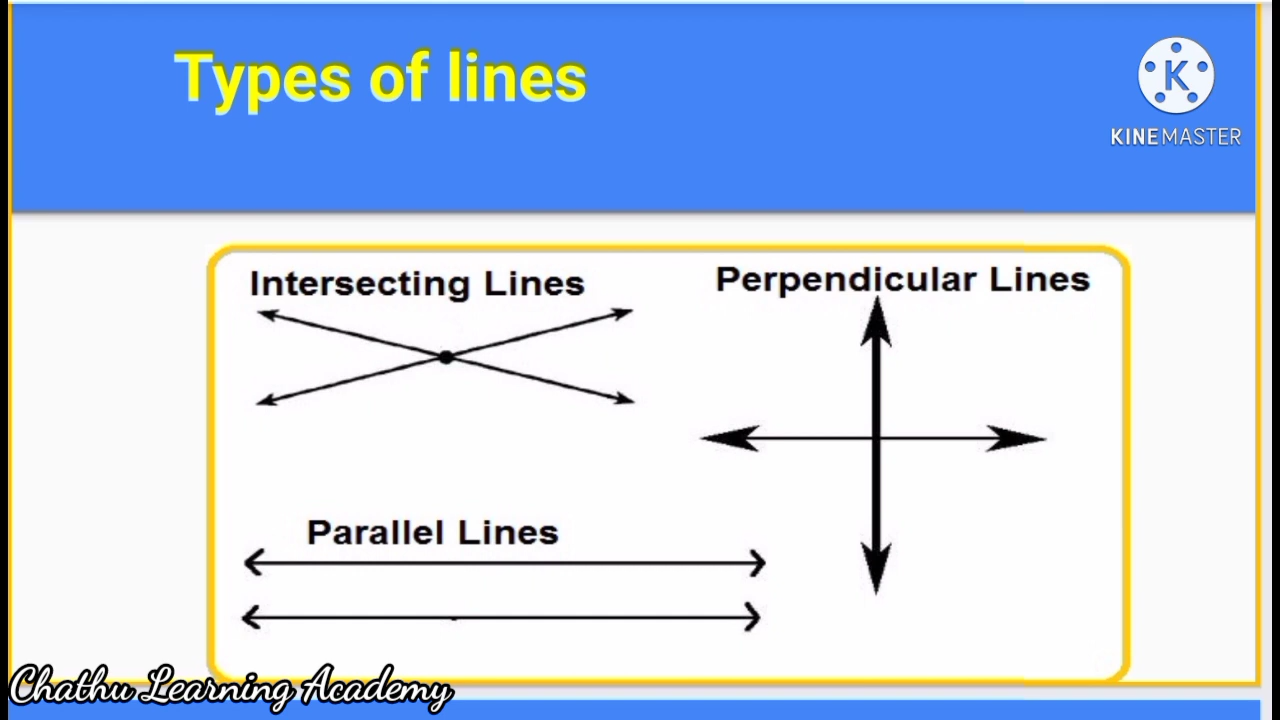 Types of lines
K
KINEMASTER
Intersecting Lines
Perpendicular Lines
Parallel Lines
Chathu Learning Academy